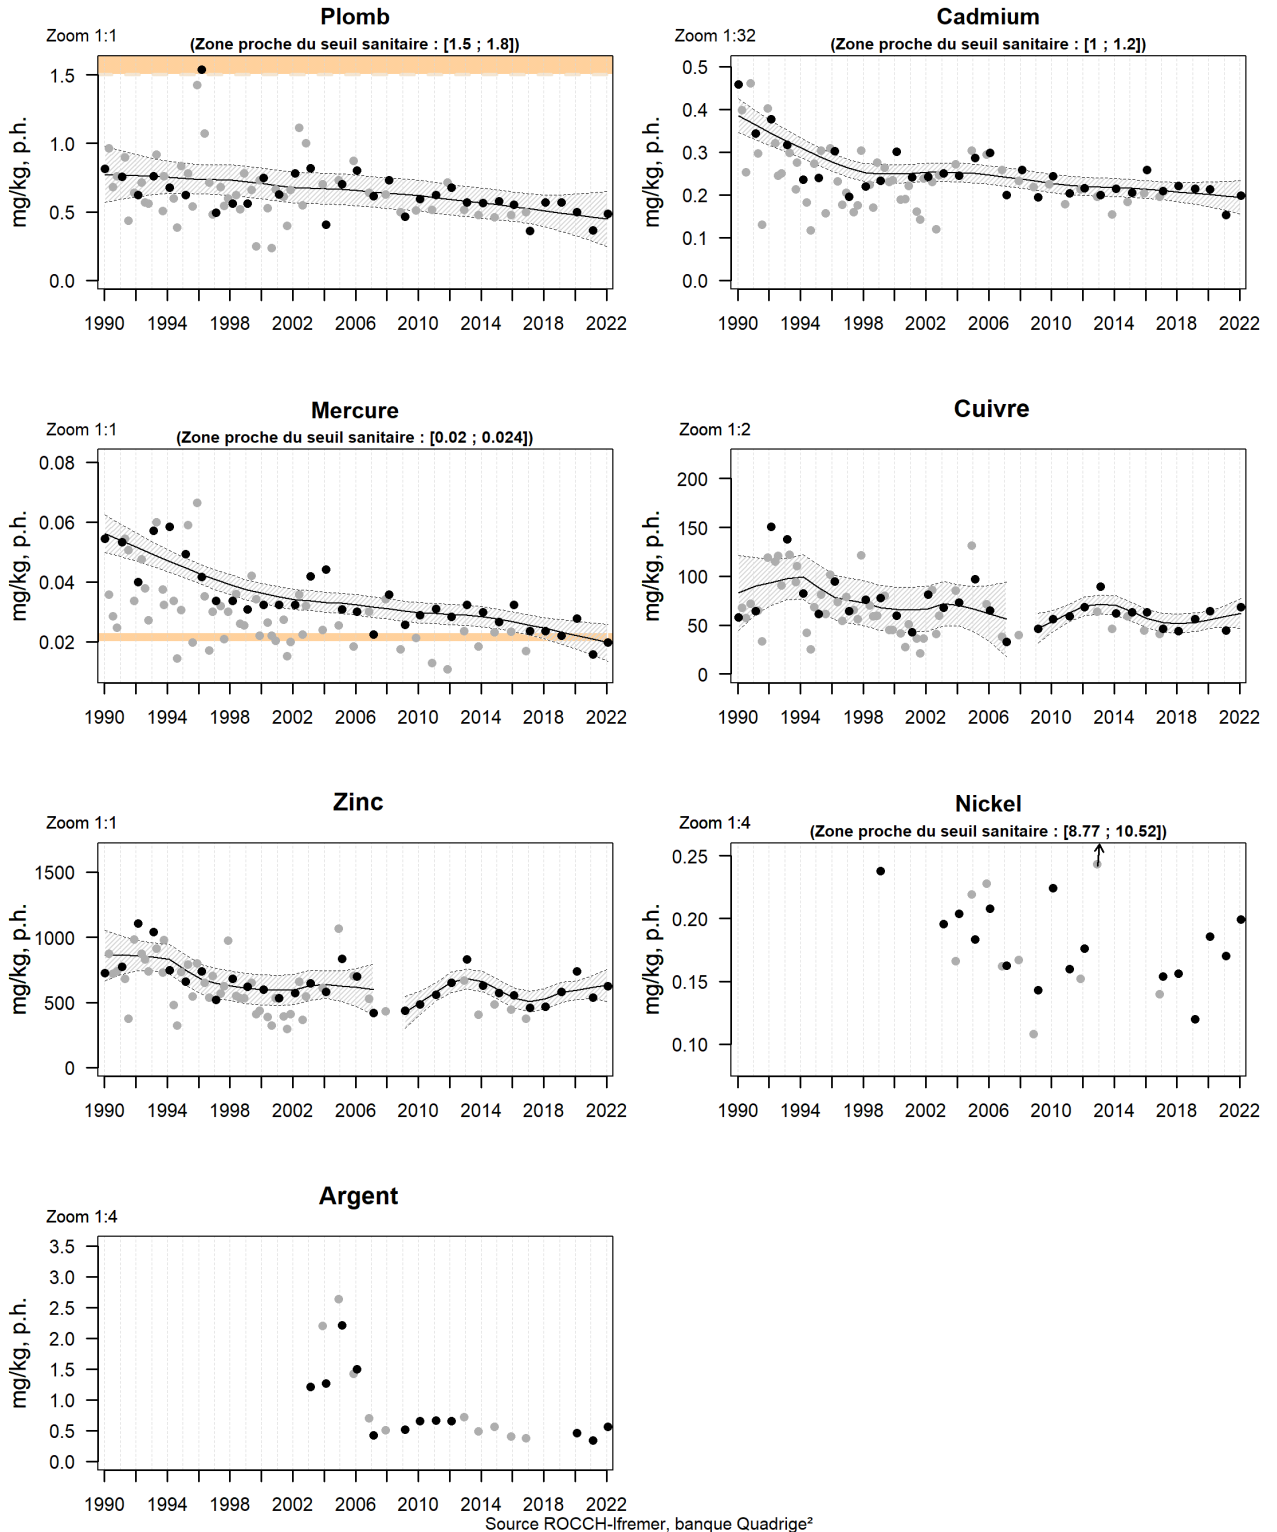 Plomb
Zoom 1:1
(Zone proche du seuil sanitaire : [1.5 ; 1.8])
mg/kg, p.h.
1.5
1.0
0.5
0.0
1990 1994 1998 2002 2006 2010 2014 2018 2022
Cadmium
Zoom 1:32
(Zone proche du seuil sanitaire : [1 ; 1.2])
mg/kg, p.h.
0.5
0.4
0.3
0.2
0.1
0.0
1990 1994 1998 2002 2006 2010 2014 2018 2022
Mercure
Zoom 1:1
(Zone proche du seuil sanitaire : [0.02 ; 0.024])
mg/kg, p.h.
0.08
0.06
0.04
0.02
1990 1994 1998 2002 2006 2010 2014 2018 2022
Cuivre
Zoom 1:2
mg/kg, p.h.
200
150
100
50
0
1990 1994 1998 2002 2006 2010 2014 2018 2022
Zinc
Zoom 1:1
mg/kg, p.h.
1500
1000
500
0
1990 1994 1998 2002 2006 2010 2014 2018 2022
Nickel
Zoom 1:4
(Zone proche du seuil sanitaire : [8.77 ; 10.52])
mg/kg, p.h.
0.25
0.20
0.15
0.10
1990 1994 1998 2002 2006 2010 2014 2018 2022
Argent
Zoom 1:4
mg/kg, p.h.
3.5
3.0
2.5
2.0
1.5
1.0
0.5
0.0
1990 1994 1998 2002 2006 2010 2014 2018 2022
Source ROCCH-Ifremer, banque Quadrige²